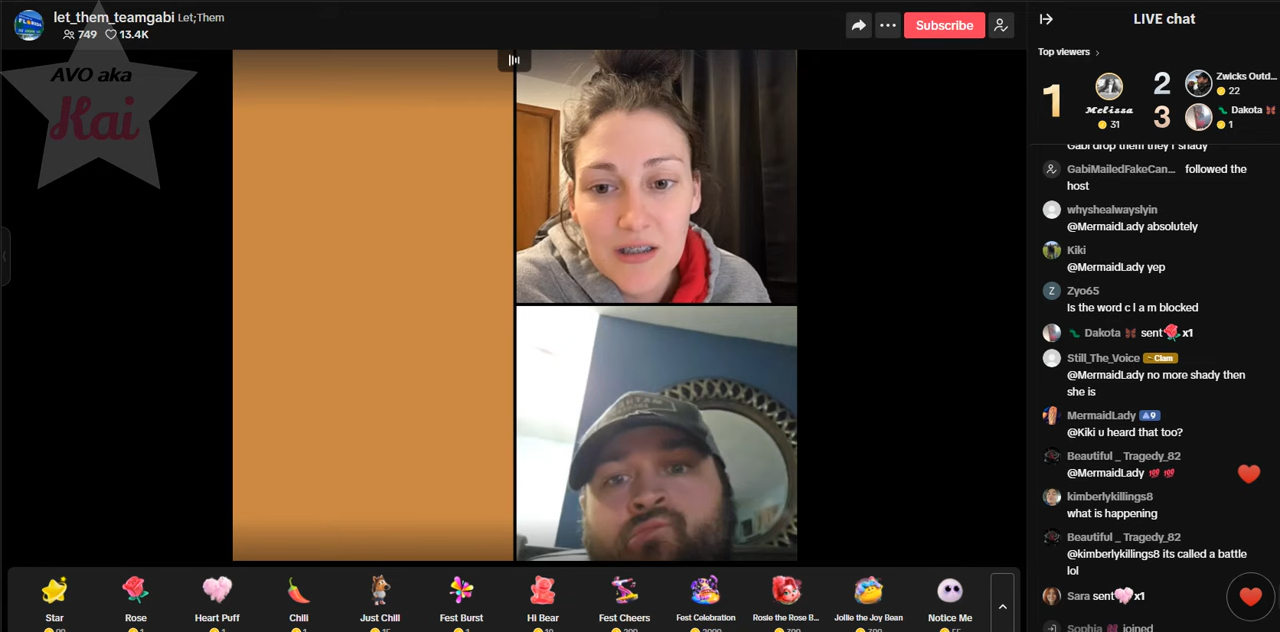 let_them_teamgabi Let;Them
749 13.4K
AVO aka
Kai
Subscribe
LIVE chat
Top viewers >
1
Melissa
31
2
Zwicks Outd...
22
3
Dakota
1
Gabi drop them they r shady
GabiMailedFakeCan... followed the
host
whyshealwayslyin
@MermaidLady absolutely
Kiki
@MermaidLady yep
Z Zyo65
Is the word c l a m blocked
Dakota sent x1
Still_The_Voice Clam
@MermaidLady no more shady then
she is
MermaidLady 9
@Kiki u heard that too?
Beautiful _ Tragedy_82
@MermaidLady 💯 💯
kimberlykillings8
what is happening
Beautiful _ Tragedy_82
@kimberlykillings8 its called a battle
lol
Sara sent x1
Sophia joined
Star
Rose
Heart Puff
Chili
Just Chill
Fest Burst
Hi Bear
Fest Cheers
Fest Celebration
Rosie the Rose B...
Jollie the Joy Bean
Notice Me